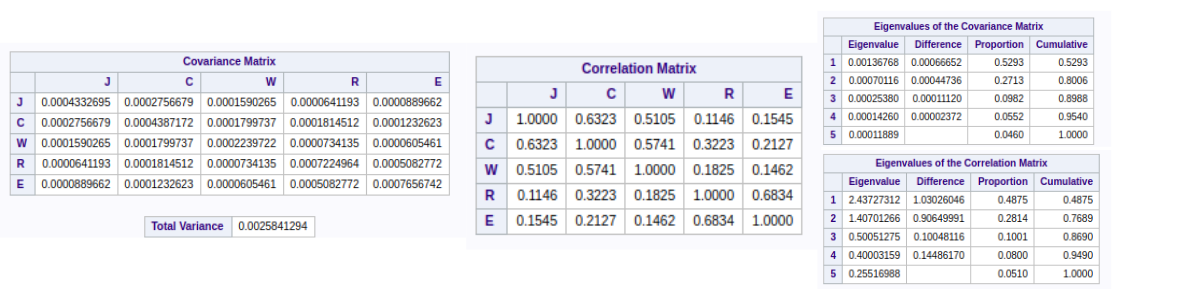 Covariance Matrix
J C W R E
J 0.0004332695 0.0002756679 0.0001590265 0.0000641193 0.0000889662
C 0.0002756679 0.0004387172 0.0001799737 0.0001814512 0.0001232623
W 0.0001590265 0.0001799737 0.0002239722 0.0000734135 0.0000605461
R 0.0000641193 0.0001814512 0.0000734135 0.0007224964 0.0005082772
E 0.0000889662 0.0001232623 0.0000605461 0.0005082772 0.0007656742
Total Variance 0.0025841294
Correlation Matrix
J C W R E
J 1.0000 0.6323 0.5105 0.1146 0.1545
C 0.6323 1.0000 0.5741 0.3223 0.2127
W 0.5105 0.5741 1.0000 0.1825 0.1462
R 0.1146 0.3223 0.1825 1.0000 0.6834
E 0.1545 0.2127 0.1462 0.6834 1.0000
Eigenvalues of the Covariance Matrix
Eigenvalue Difference Proportion Cumulative
1 0.00136768 0.00066652 0.5293 0.5293
2 0.00070116 0.00044736 0.2713 0.8006
3 0.00025380 0.00011120 0.0982 0.8988
4 0.00014260 0.00002372 0.0552 0.9540
5 0.00011889 0.0460 1.0000
Eigenvalues of the Correlation Matrix
Eigenvalue Difference Proportion Cumulative
1 2.43727312 1.03026046 0.4875 0.4875
2 1.40701266 0.90649991 0.2814 0.7689
3 0.50051275 0.10048116 0.1001 0.8690
4 0.40003159 0.14486170 0.0800 0.9490
5 0.25516988 0.0510 1.0000